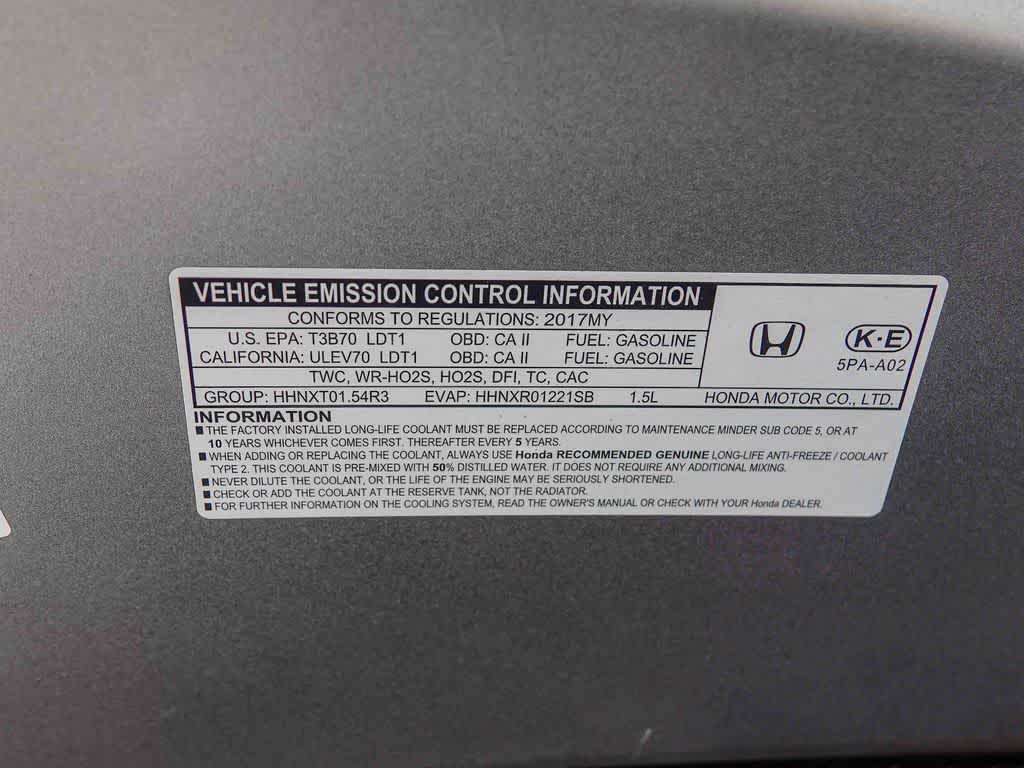 VEHICLE EMISSION CONTROL INFORMATION
CONFORMS TO REGULATIONS: 2017MY
U.S. EPA: T3B70 LDT1 OBD: CA II FUEL: GASOLINE
CALIFORNIA: ULEV70 LDT1 OBD: CA II FUEL: GASOLINE
TWC, WR-HO2S, HO2S, DFI, TC, CAC
GROUP: HHNXT01.54R3 EVAP: HHNXR01221SB 1.5L
K·E
5PA-A02
HONDA MOTOR CO., LTD.
INFORMATION
■ THE FACTORY INSTALLED LONG-LIFE COOLANT MUST BE REPLACED ACCORDING TO MAINTENANCE MINDER SUB CODE 5, OR AT
10 YEARS WHICHEVER COMES FIRST. THEREAFTER EVERY 5 YEARS.
■ WHEN ADDING OR REPLACING THE COOLANT, ALWAYS USE Honda RECOMMENDED GENUINE LONG-LIFE ANTI-FREEZE / COOLANT
TYPE 2. THIS COOLANT IS PRE-MIXED WITH 50% DISTILLED WATER. IT DOES NOT REQUIRE ANY ADDITIONAL MIXING.
■ NEVER DILUTE THE COOLANT, OR THE LIFE OF THE ENGINE MAY BE SERIOUSLY SHORTENED.
■ CHECK OR ADD THE COOLANT AT THE RESERVE TANK, NOT THE RADIATOR.
■ FOR FURTHER INFORMATION ON THE COOLING SYSTEM, READ THE OWNER'S MANUAL OR CHECK WITH YOUR Honda DEALER.